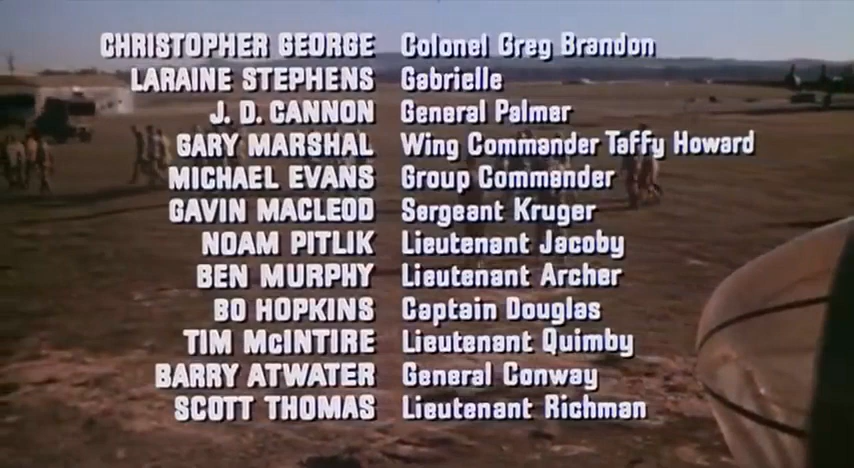 CHRISTOPHER GEORGE Colonel Greg Brandon
LARAINE STEPHENS Gabrielle
J. D. CANNON General Palmer
GARY MARSHAL Wing Commander Taffy Howard
MICHAEL EVANS Group Commander
GAVIN MACLEOD Sergeant Kruger
NOAM PITLIK Lieutenant Jacoby
BEN MURPHY Lieutenant Archer
BO HOPKINS Captain Douglas
TIM McINTIRE Lieutenant Quimby
BARRY ATWATER General Conway
SCOTT THOMAS Lieutenant Richman